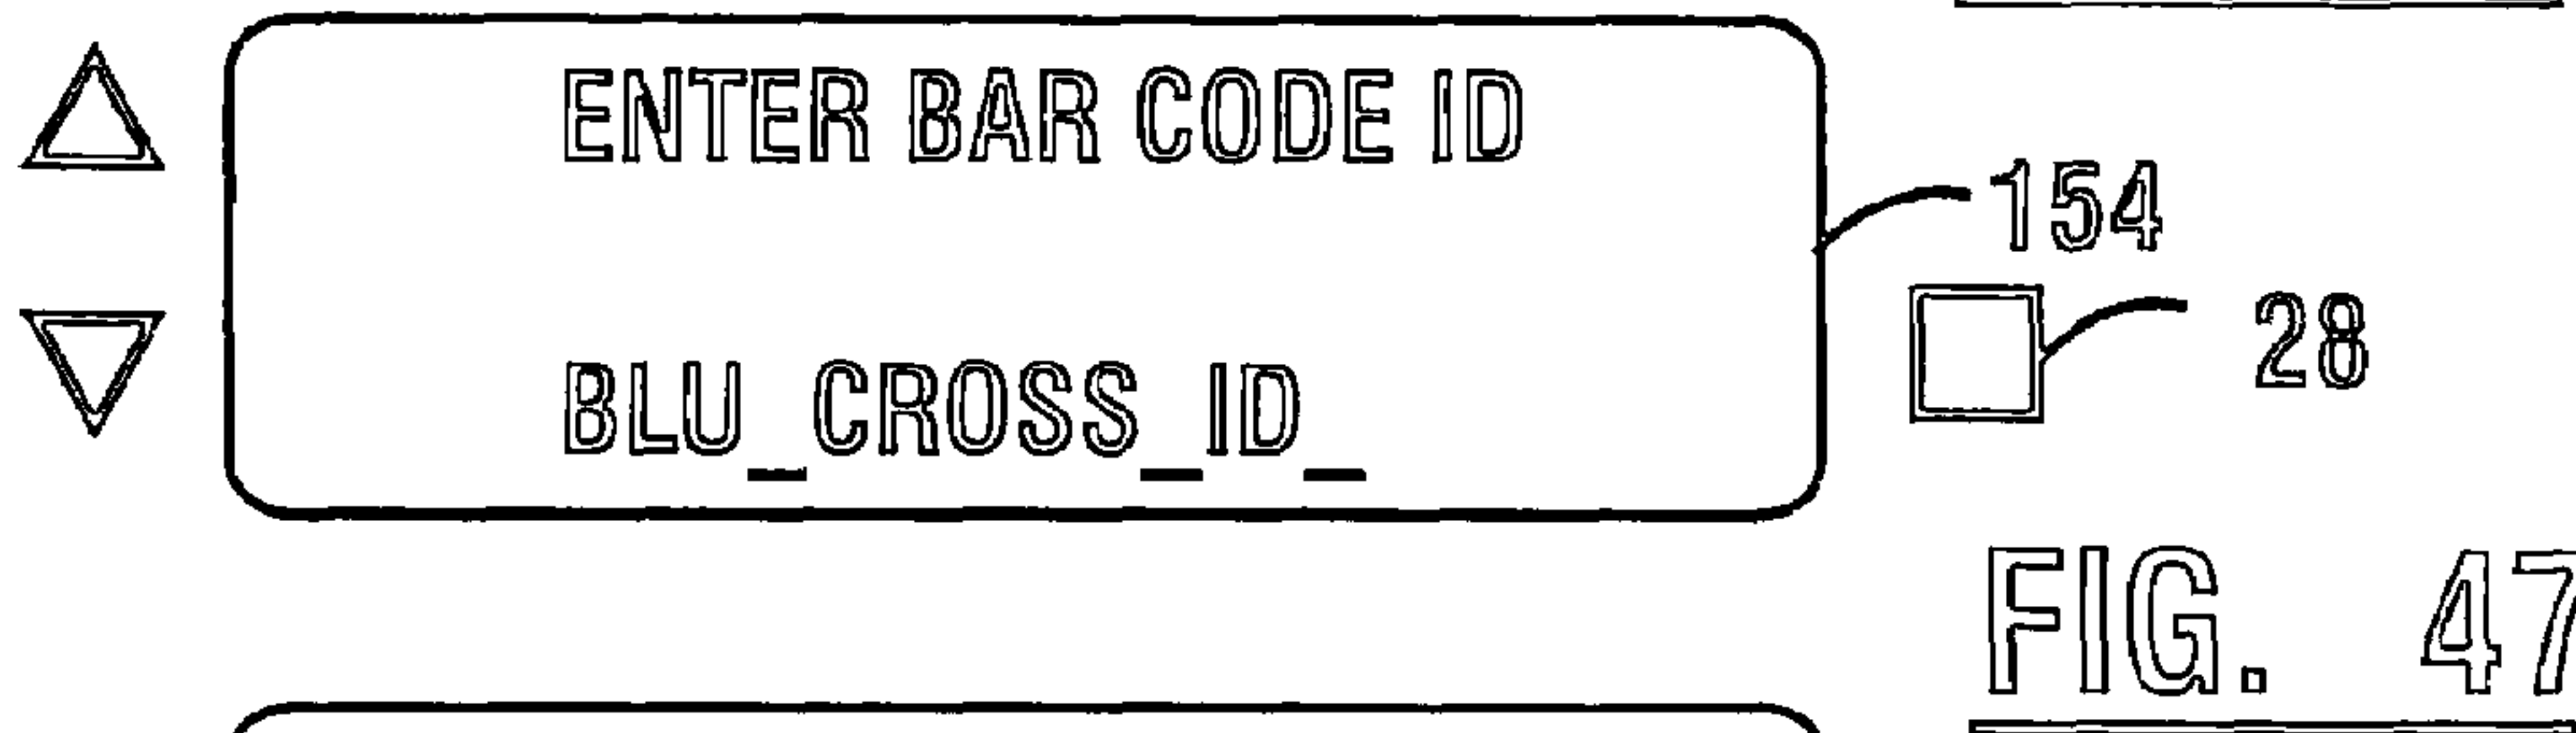 ENTER BAR CODE ID
154
28
BLU_CROSS_ID_
FIG. 47